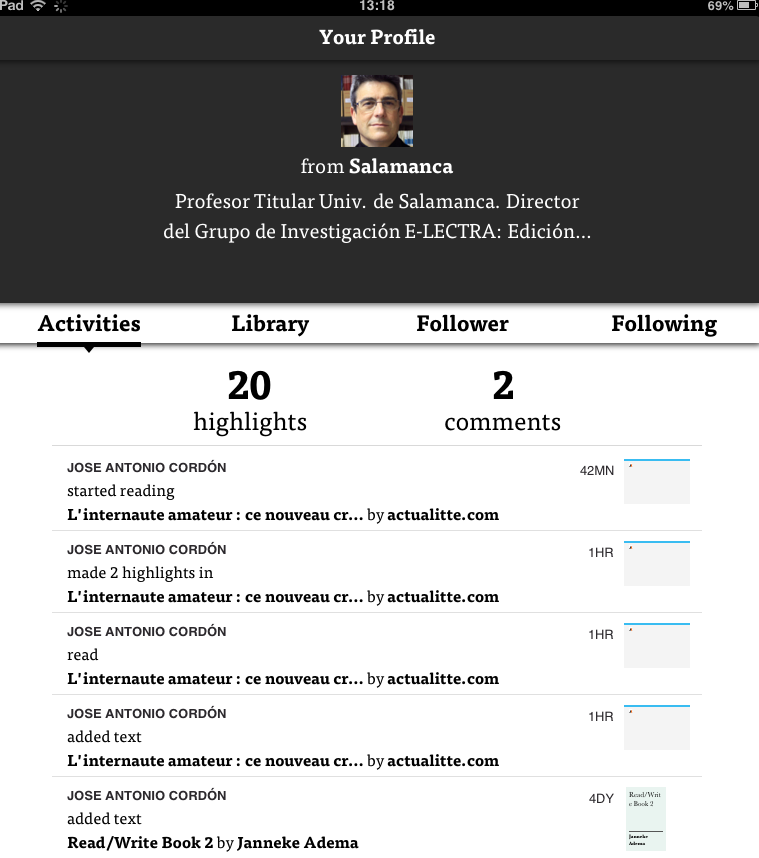 Pad 13:18 69%
Your Profile
from Salamanca
Profesor Titular Univ. de Salamanca. Director
del Grupo de Investigación E-LECTRA: Edición...
Activities Library Follower Following
20 2
highlights comments
JOSE ANTONIO CORDÓN 42MN
started reading
L'internaute amateur : ce nouveau cr... by actualitte.com
JOSE ANTONIO CORDÓN 1HR
made 2 highlights in
L'internaute amateur : ce nouveau cr... by actualitte.com
JOSE ANTONIO CORDÓN 1HR
read
L'internaute amateur : ce nouveau cr... by actualitte.com
JOSE ANTONIO CORDÓN 1HR
added text
L'internaute amateur : ce nouveau cr... by actualitte.com
JOSE ANTONIO CORDÓN 4DY
added text
Read/Write Book 2 by Janneke Adema
Read/Writ
e Book 2
Janneke
Adema